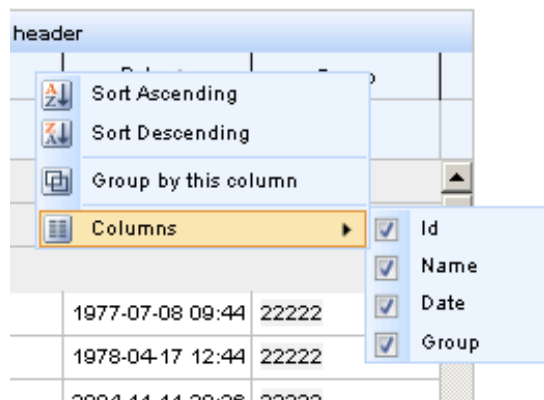 header
Sort Ascending
Sort Descending
Group by this column
Columns
Id
Name
Date
Group
1977-07-08 09:44 22222
1978-04-17 12:44 22222